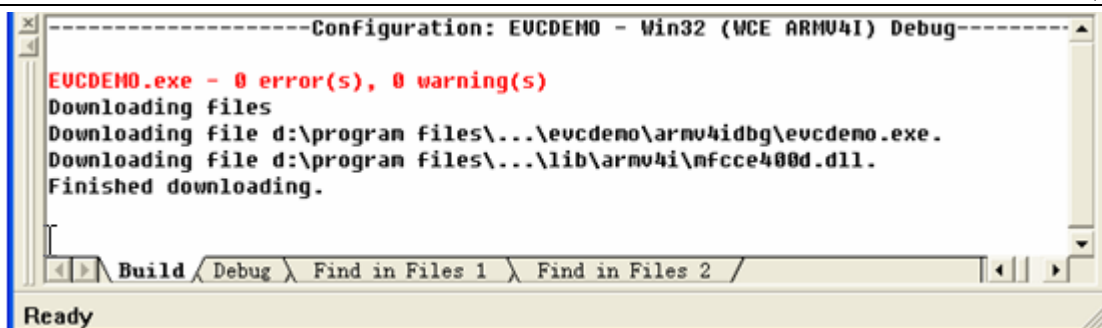 --------------------Configuration: EVCDEMO - Win32 (WCE ARMV4I) Debug---------
EVCDEMO.exe - 0 error(s), 0 warning(s)
Downloading files
Downloading file d:\program files\...\evcdemo\armv4idbg\evcdemo.exe.
Downloading file d:\program files\...\lib\armv4i\mfcce400d.dll.
Finished downloading.
Build Debug Find in Files 1 Find in Files 2
Ready